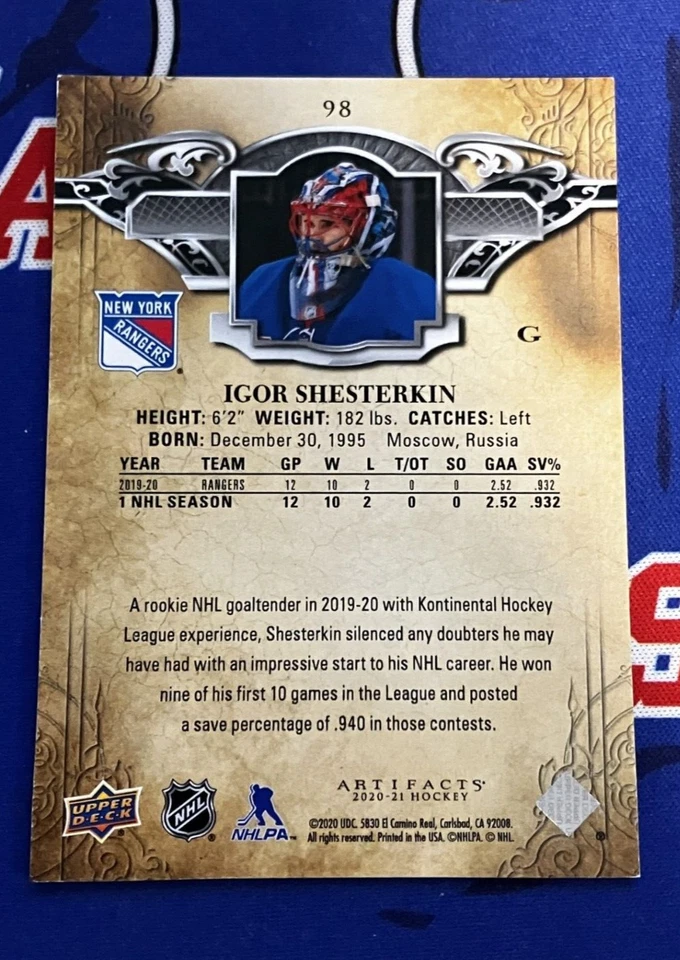 98
NEW YORK
RANGERS
G
IGOR SHESTERKIN
HEIGHT: 6'2" WEIGHT: 182 lbs. CATCHES: Left
BORN: December 30, 1995 Moscow, Russia
YEAR TEAM GP W L T/OT SO GAA SV%
2019-20 RANGERS 12 10 2 0 0 2.52 .932
1 NHL SEASON 12 10 2 0 0 2.52 .932
A rookie NHL goaltender in 2019-20 with Kontinental Hockey
League experience, Shesterkin silenced any doubters he may
have had with an impressive start to his NHL career. He won
nine of his first 10 games in the League and posted
a save percentage of .940 in those contests.
UPPER
D·E·C·K
NHL
NHLPA
ARTIFACTS
2020-21 HOCKEY
©2020 UDC. 5830 El Camino Real, Carlsbad, CA 92008.
All rights reserved. Printed in the USA. ©NHLPA. © NHL.